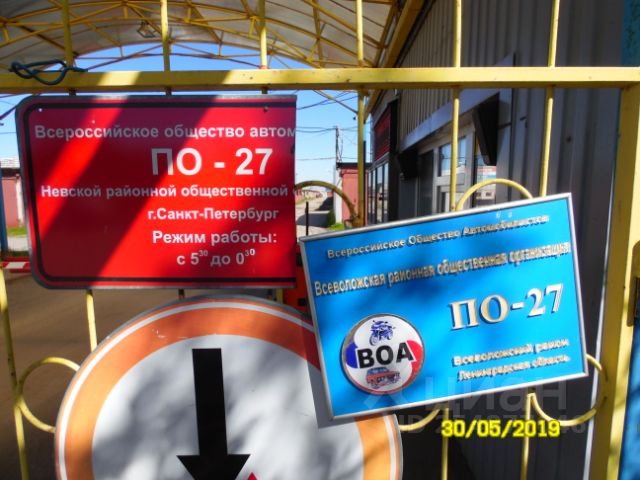 Всероссийское общество автом
ПО - 27
Невской районной общественной
г.Санкт-Петербург
Режим работы:
с 5³⁰ до 0³⁰
Всероссийское Общество Автомобилистов
Всеволожская районная общественная организация
ПО-27
ВОА
Всеволожский район
Ленинградская область
циан
30/05/2019